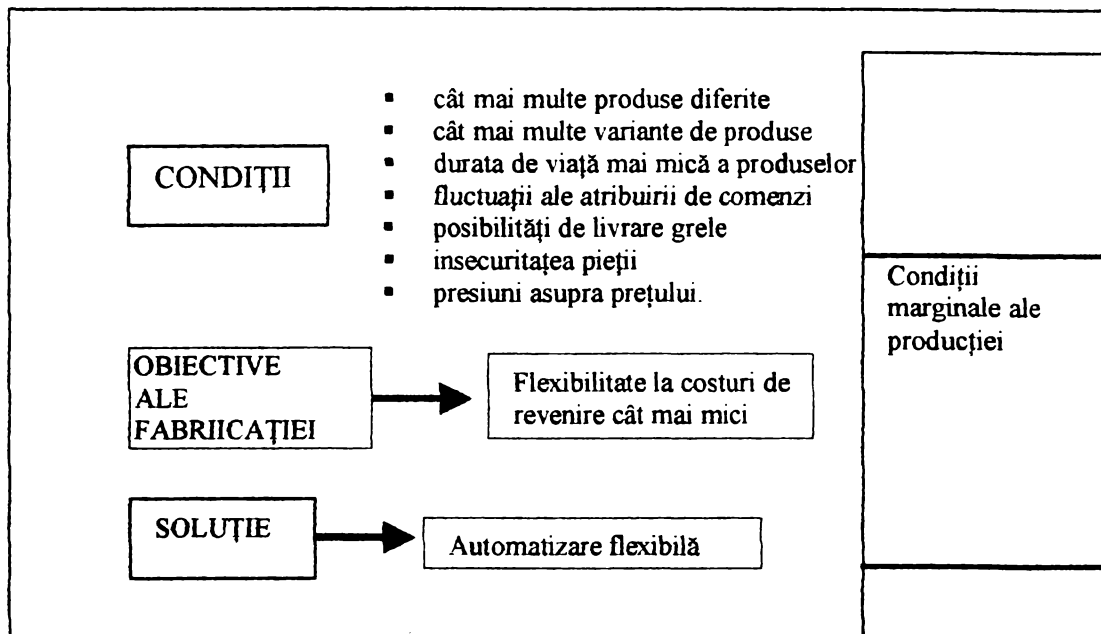 CONDIȚII
▪ cât mai multe produse diferite
▪ cât mai multe variante de produse
▪ durata de viață mai mică a produselor
▪ fluctuații ale atribuirii de comenzi
▪ posibilități de livrare grele
▪ insecuritatea pieții
▪ presiuni asupra prețului.
Condiții
marginale ale
producției
OBIECTIVE
ALE
FABRIICAȚIEI
Flexibilitate la costuri de
revenire cât mai mici
SOLUȚIE
Automatizare flexibilă